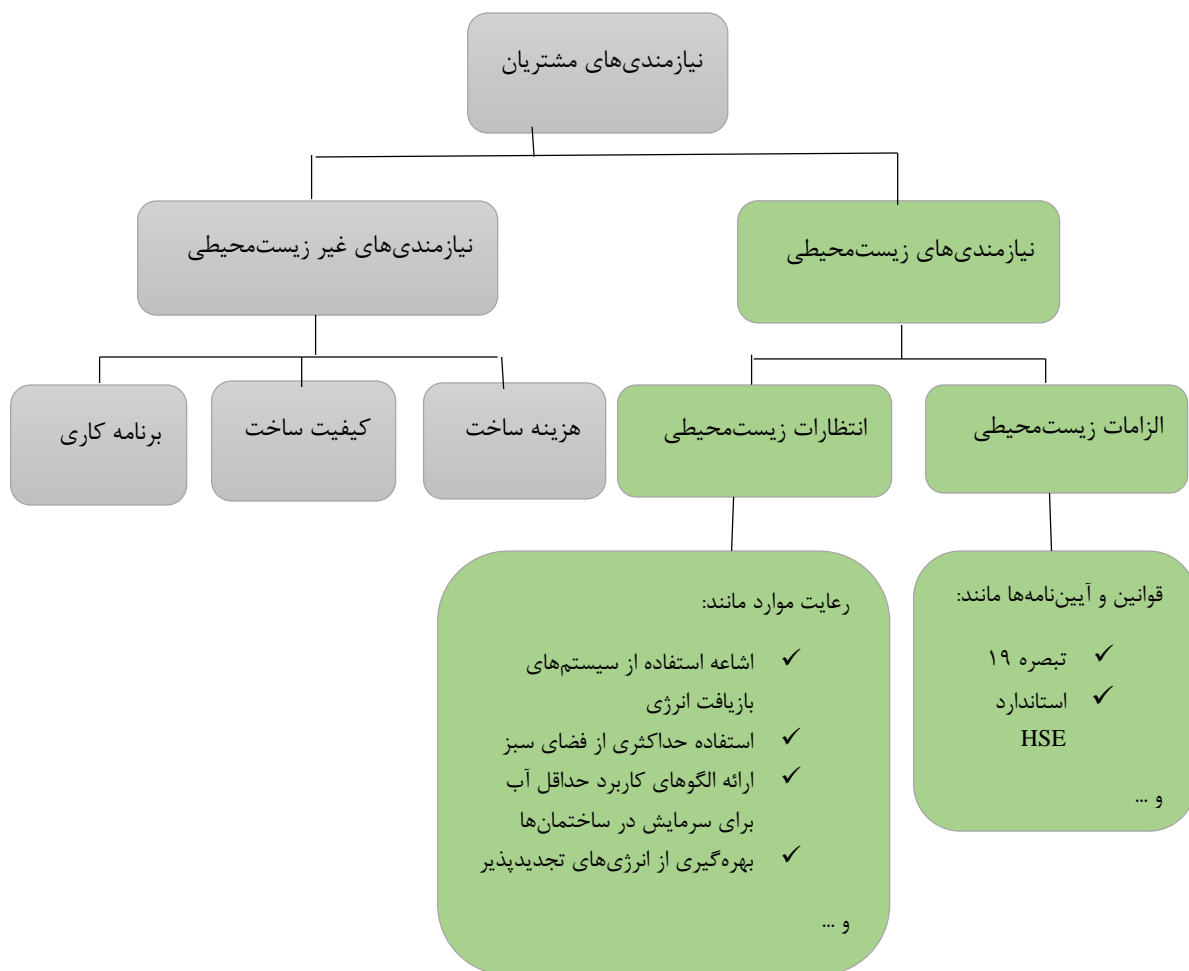 نیازمندی‌های مشتریان
نیازمندی‌های زیست‌محیطی
نیازمندی‌های غیر زیست‌محیطی
الزامات زیست‌محیطی
انتظارات زیست‌محیطی
هزینه ساخت
کیفیت ساخت
برنامه کاری
قوانین و آیین‌نامه‌ها مانند:
✓ تبصره ۱۹
✓ استاندارد
HSE
و ...
رعایت موارد مانند:
✓ اشاعه استفاده از سیستم‌های
بازیافت انرژی
✓ استفاده حداکثری از فضای سبز
✓ ارائه الگوهای کاربرد حداقل آب
برای سرمایش در ساختمان‌ها
✓ بهره‌گیری از انرژی‌های تجدیدپذیر
و ...